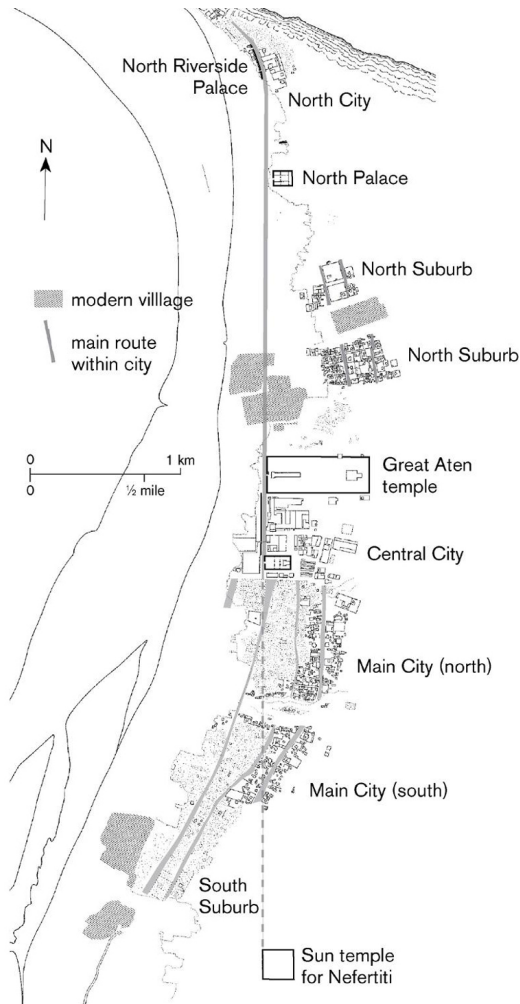 North Riverside
Palace
North City
N
North Palace
North Suburb
modern villlage
main route
within city
North Suburb
0 1 km
0 ½ mile
Great Aten
temple
Central City
Main City (north)
Main City (south)
South
Suburb
Sun temple
for Nefertiti